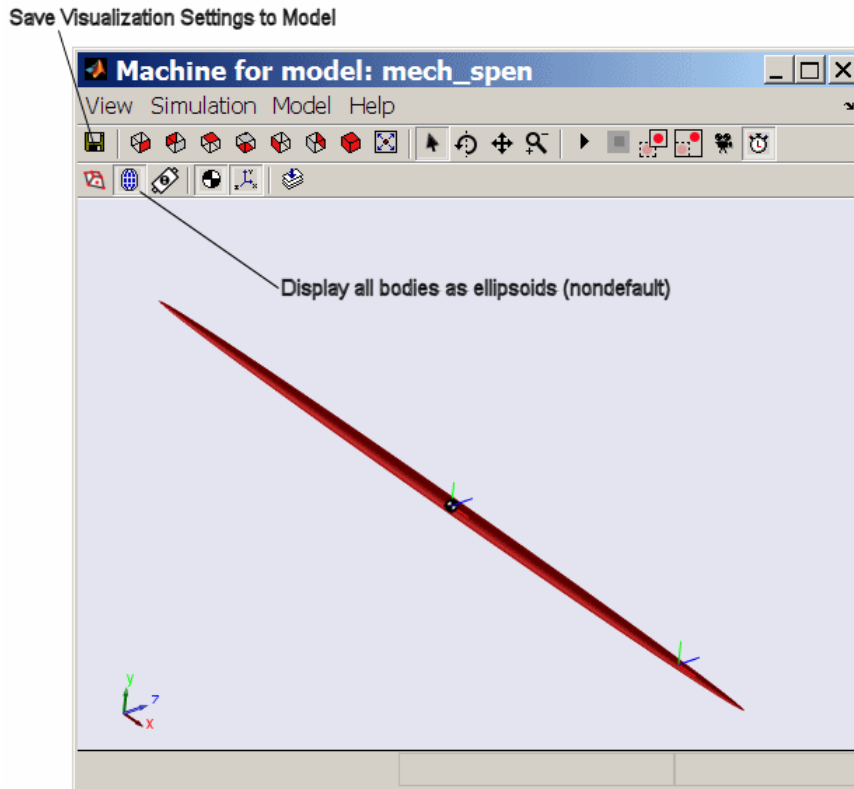 Save Visualization Settings to Model
Machine for model: mech_spen
View Simulation Model Help
Display all bodies as ellipsoids (nondefault)
y
z
x